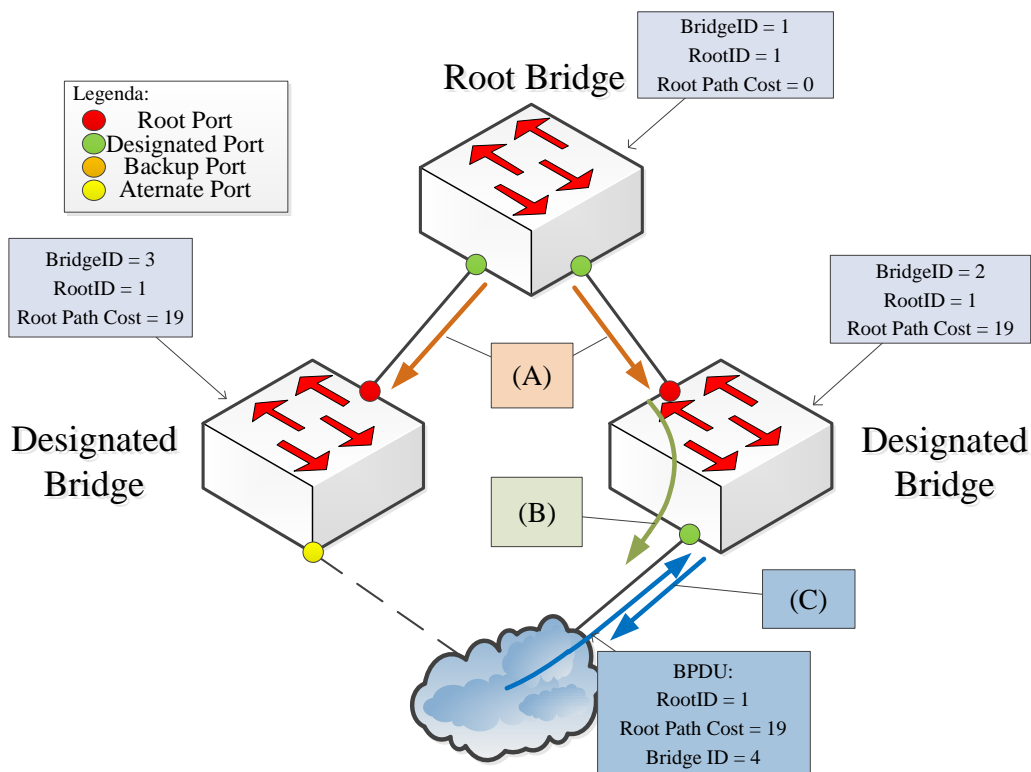 BridgeID = 1
RootID = 1
Root Path Cost = 0
Root Bridge
Legenda:
Root Port
Designated Port
Backup Port
Aternate Port
BridgeID = 3
RootID = 1
Root Path Cost = 19
BridgeID = 2
RootID = 1
Root Path Cost = 19
(A)
Designated
Bridge
Designated
Bridge
(B)
(C)
BPDU:
RootID = 1
Root Path Cost = 19
Bridge ID = 4